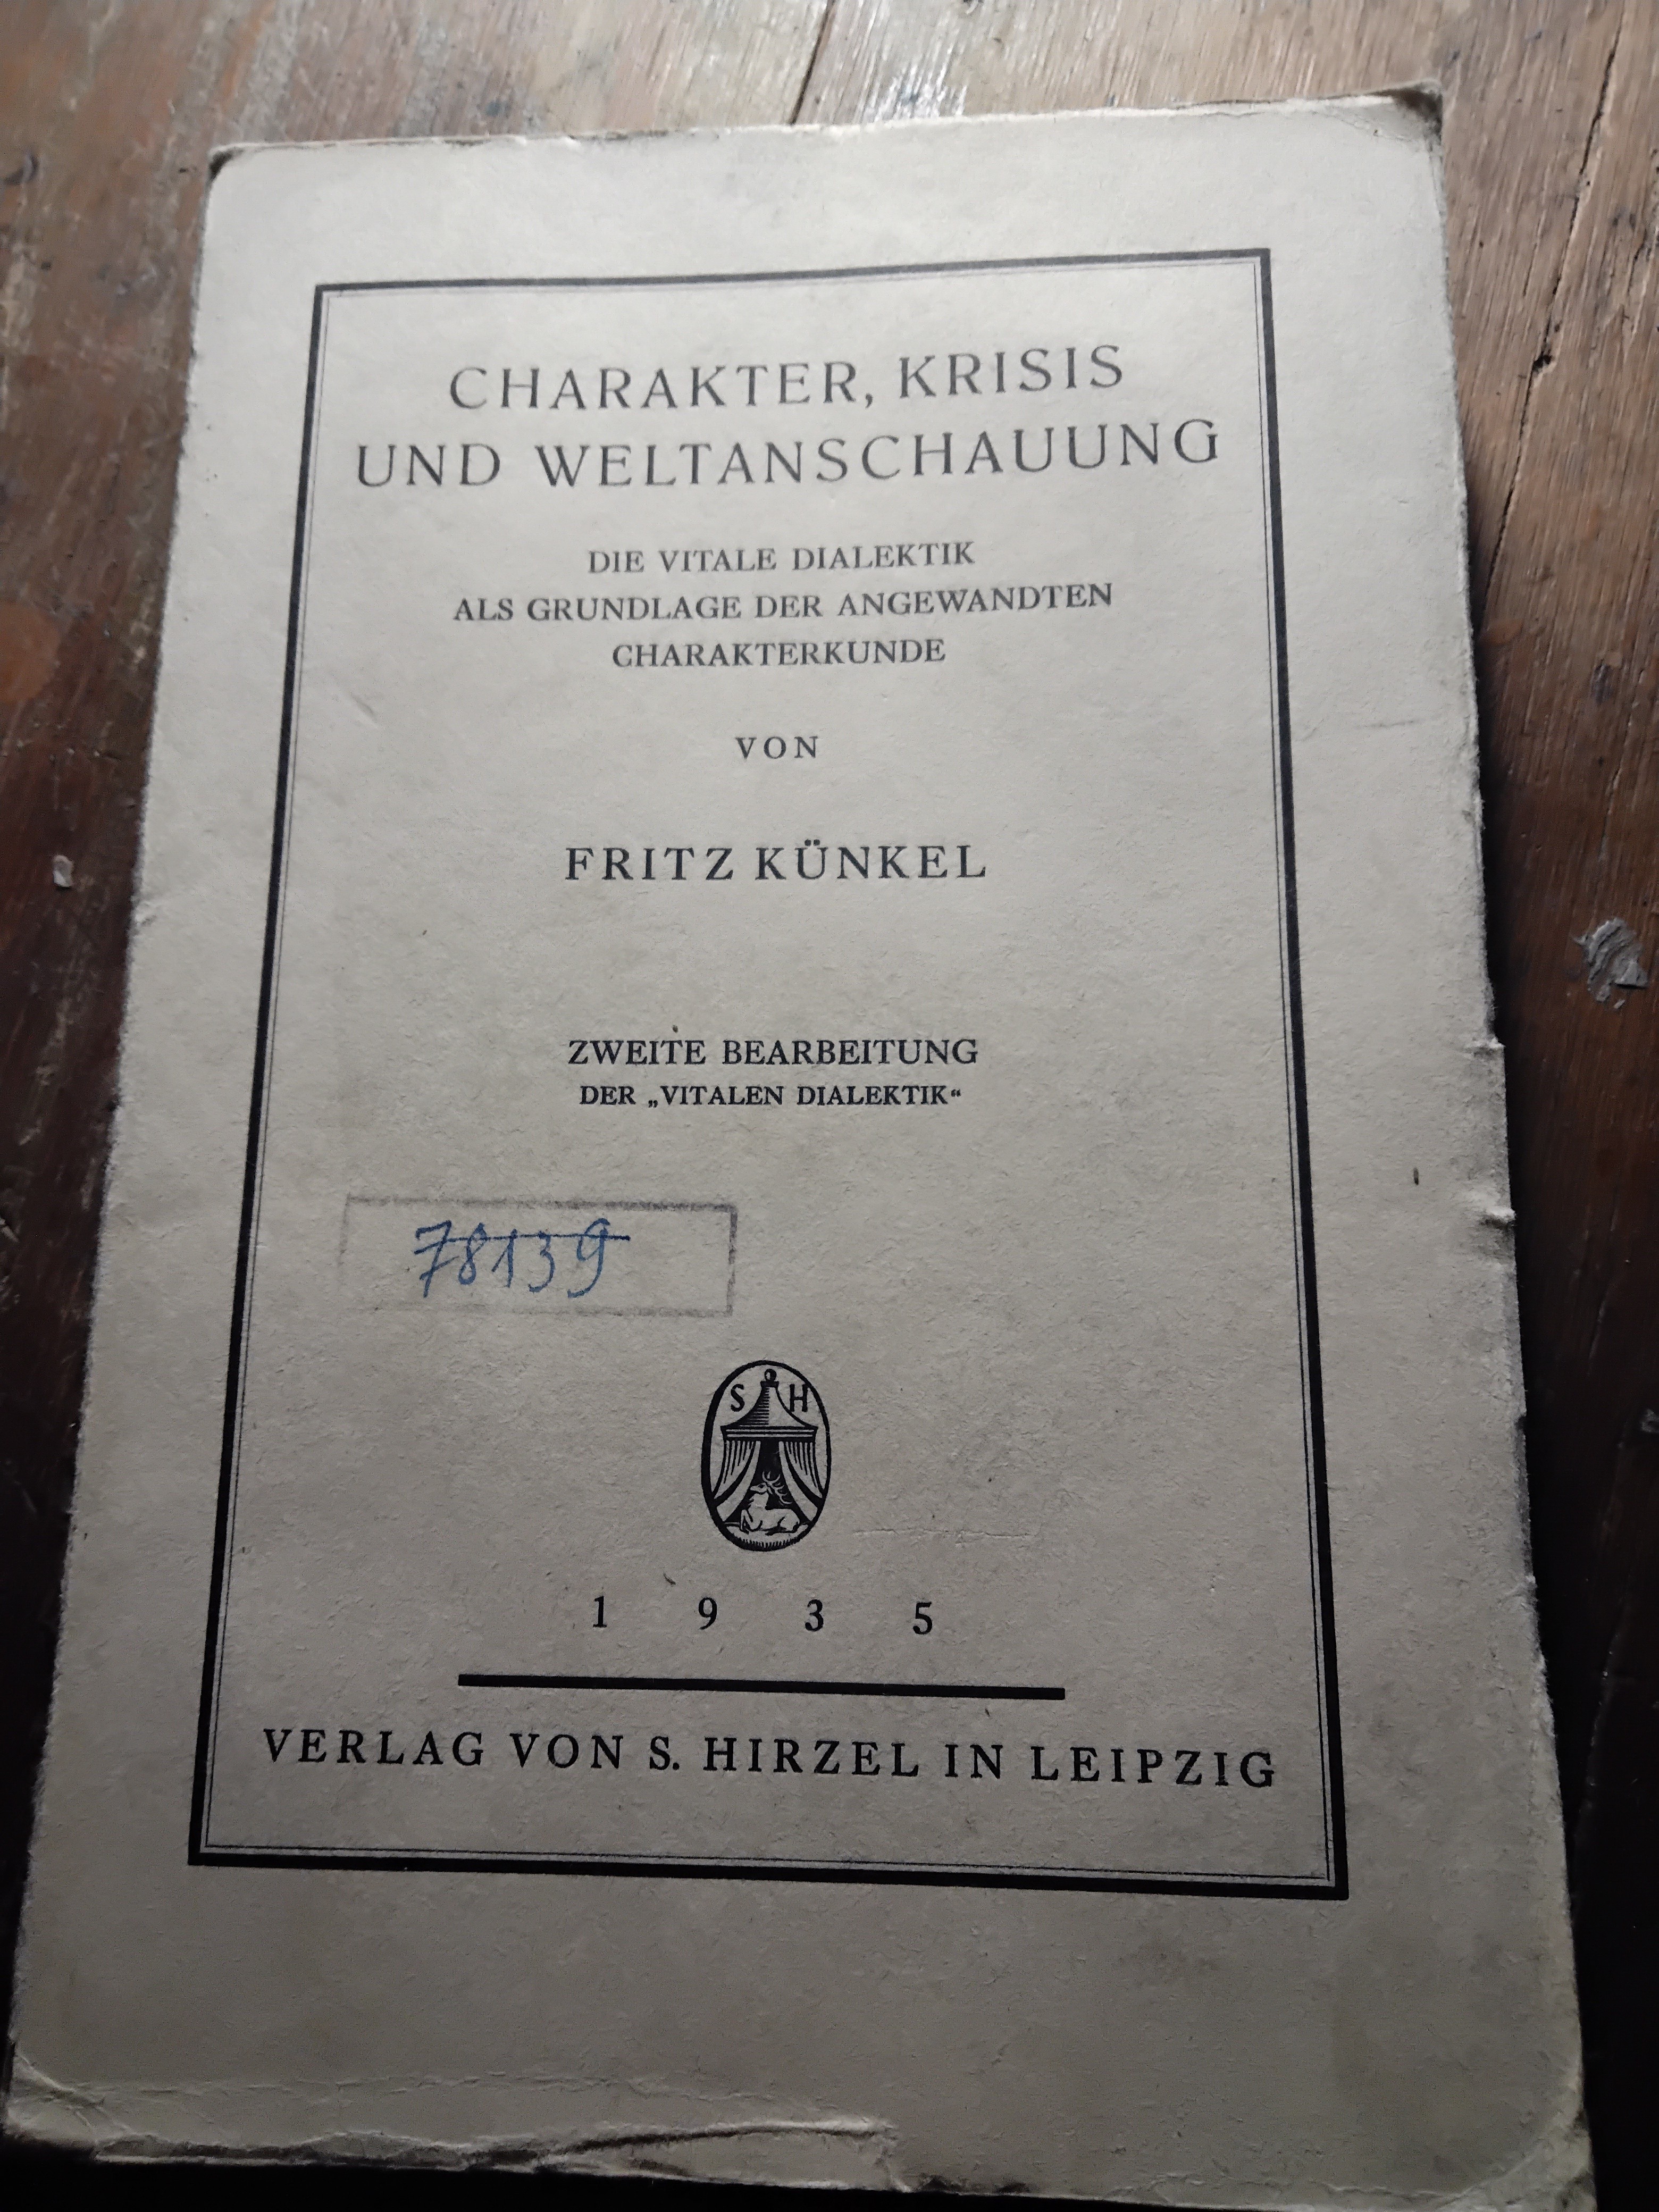 CHARAKTER, KRISIS
UND WELTANSCHAUUNG
DIE VITALE DIALEKTIK
ALS GRUNDLAGE DER ANGEWANDTEN
CHARAKTERKUNDE
VON
FRITZ KÜNKEL
ZWEITE BEARBEITUNG
DER „VITALEN DIALEKTIK“
78139
S H
1 9 3 5
VERLAG VON S. HIRZEL IN LEIPZIG